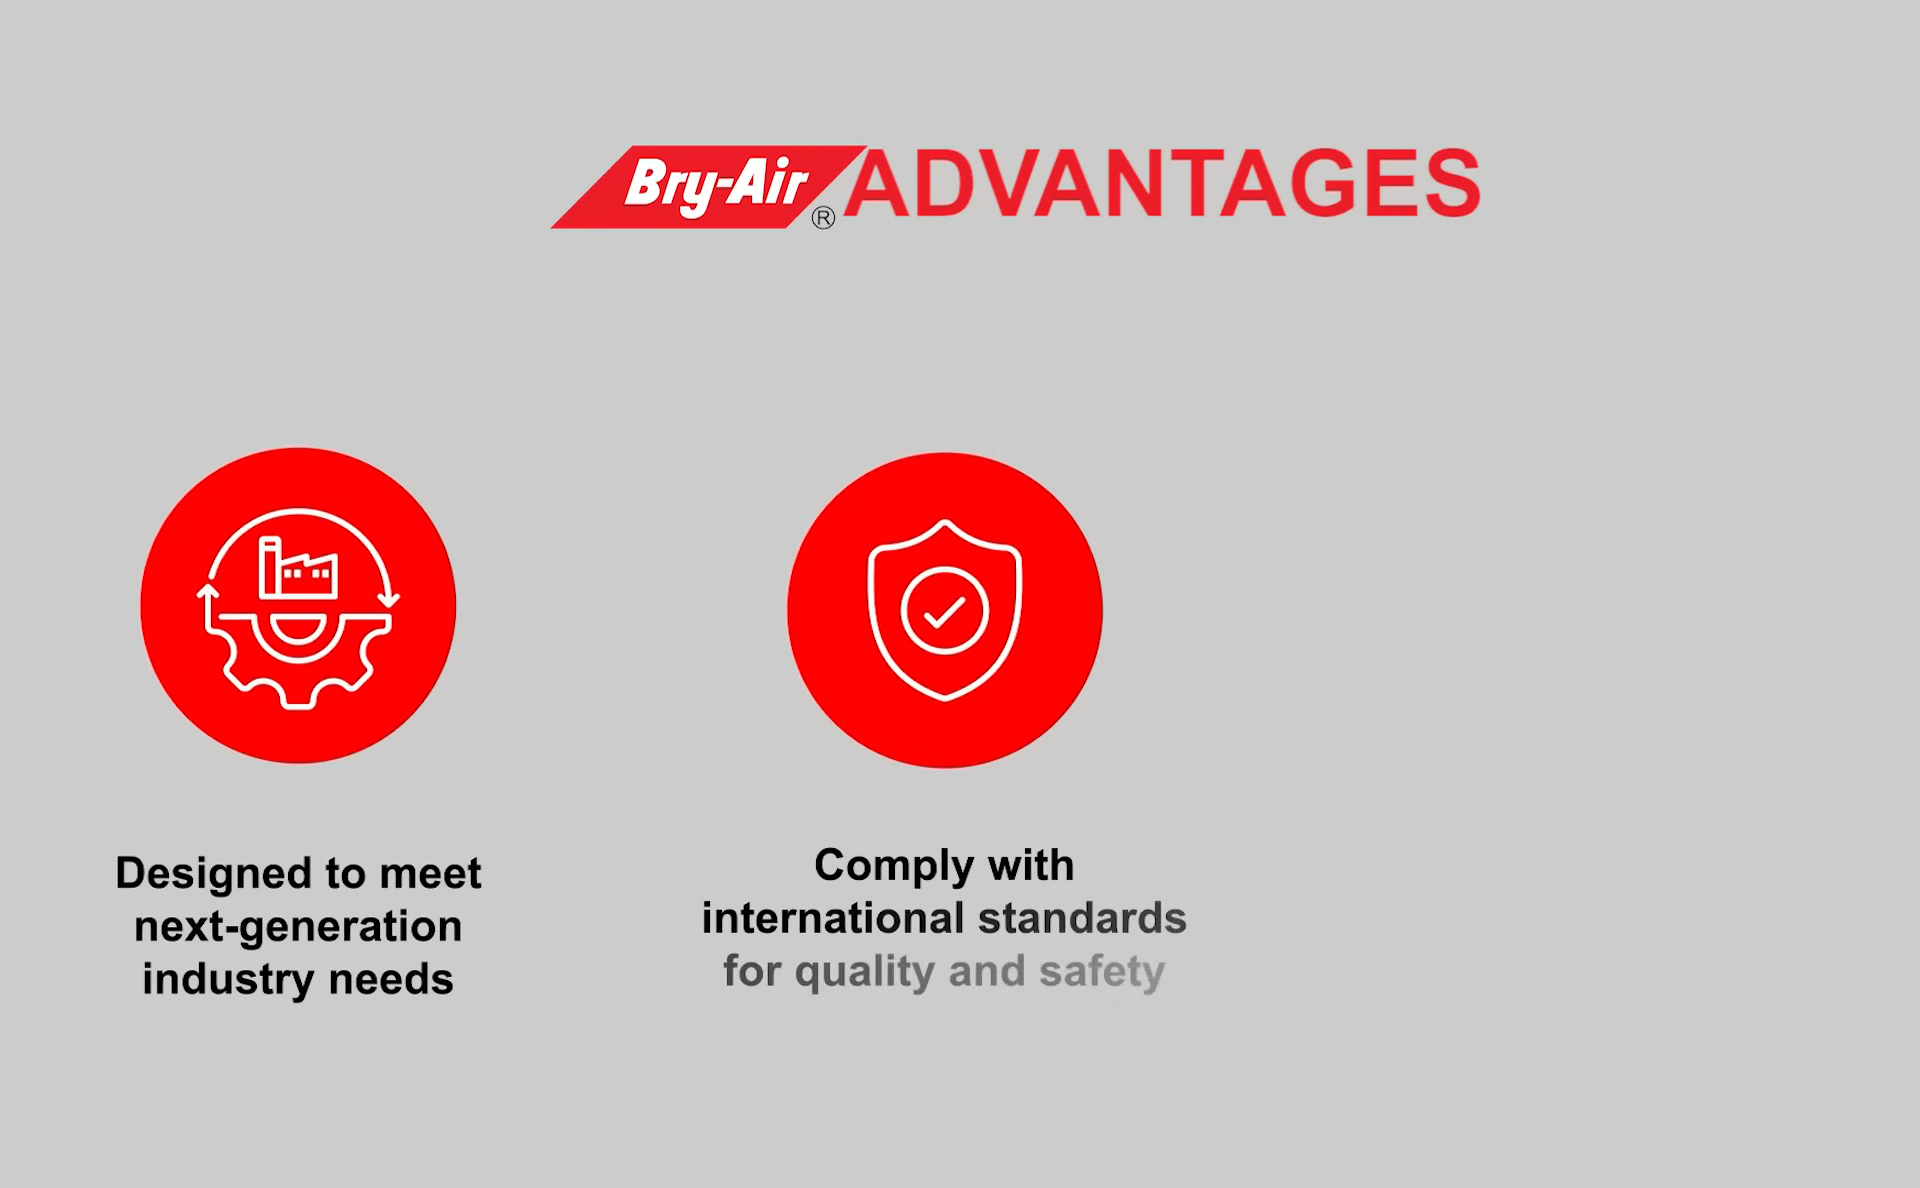 Bry-Air® ADVANTAGES
Designed to meet
next-generation
industry needs
Comply with
international standards
for quality and safety